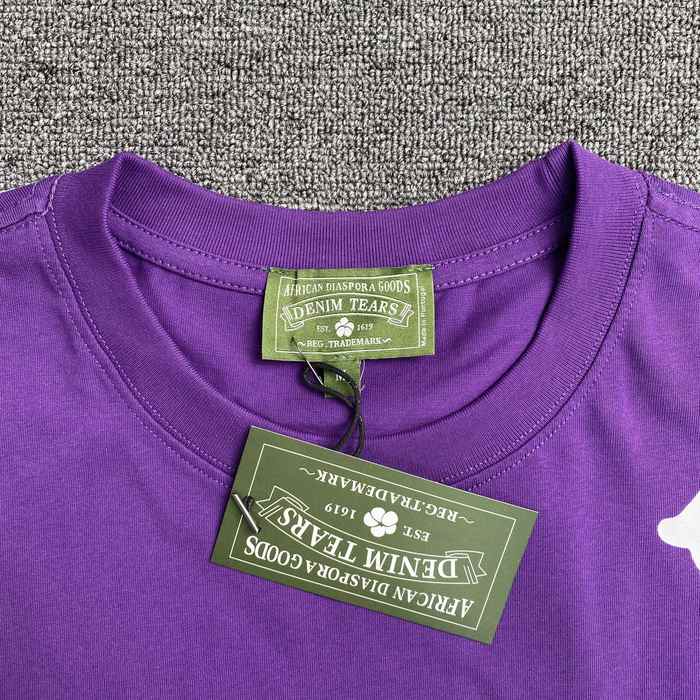 AFRICAN DIASPORA GOODS
DENIM TEARS
EST. 1619
~REG.TRADEMARK~
Made in Portugal
M
AFRICAN DIASPORA GOODS
DENIM TEARS
EST. 1619
~REG.TRADEMARK~